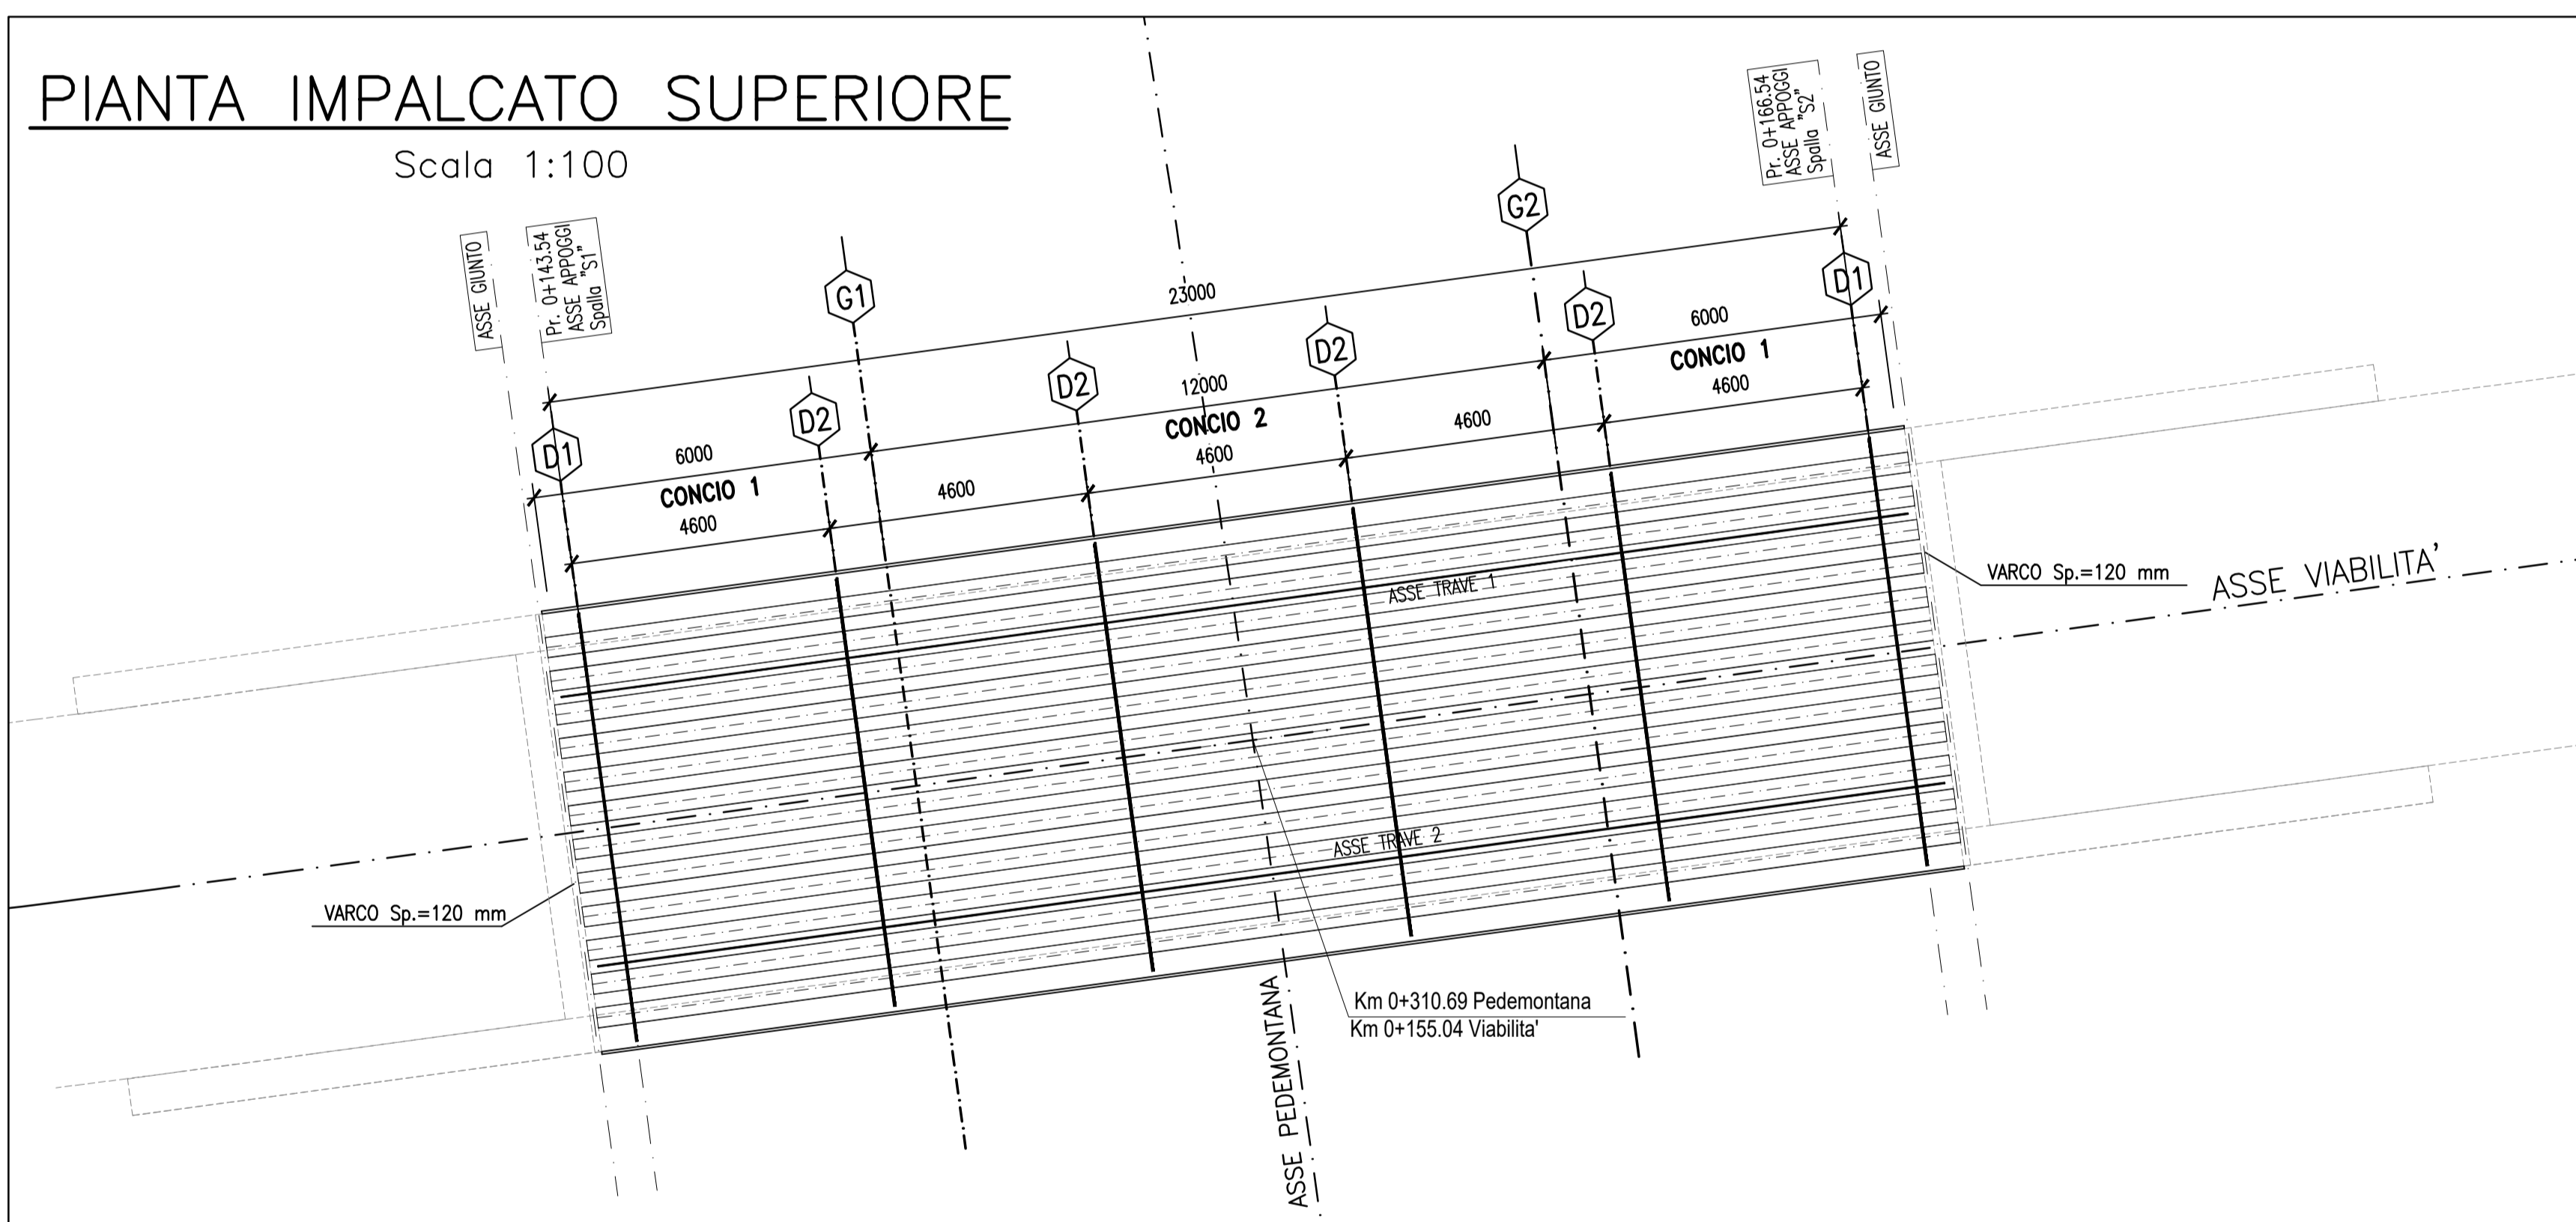 PIANTA IMPALCATO SUPERIORE
Scala 1:100
ASSE GIUNTO
Pr. 0+143.54
ASSE APPOGGI
Spalla "S1"
Pr. 0+166.54
ASSE APPOGGI
Spalla "S2"
ASSE GIUNTO
G1
G2
23000
D1
D2
D2
D2
D2
D1
6000
CONCIO 1
12000
CONCIO 2
6000
CONCIO 1
4600
4600
4600
4600
4600
ASSE TRAVE 1
ASSE TRAVE 2
VARCO Sp.=120 mm
VARCO Sp.=120 mm
ASSE VIABILITA'
Km 0+310.69 Pedemontana
Km 0+155.04 Viabilita'
ASSE PEDEMONTANA